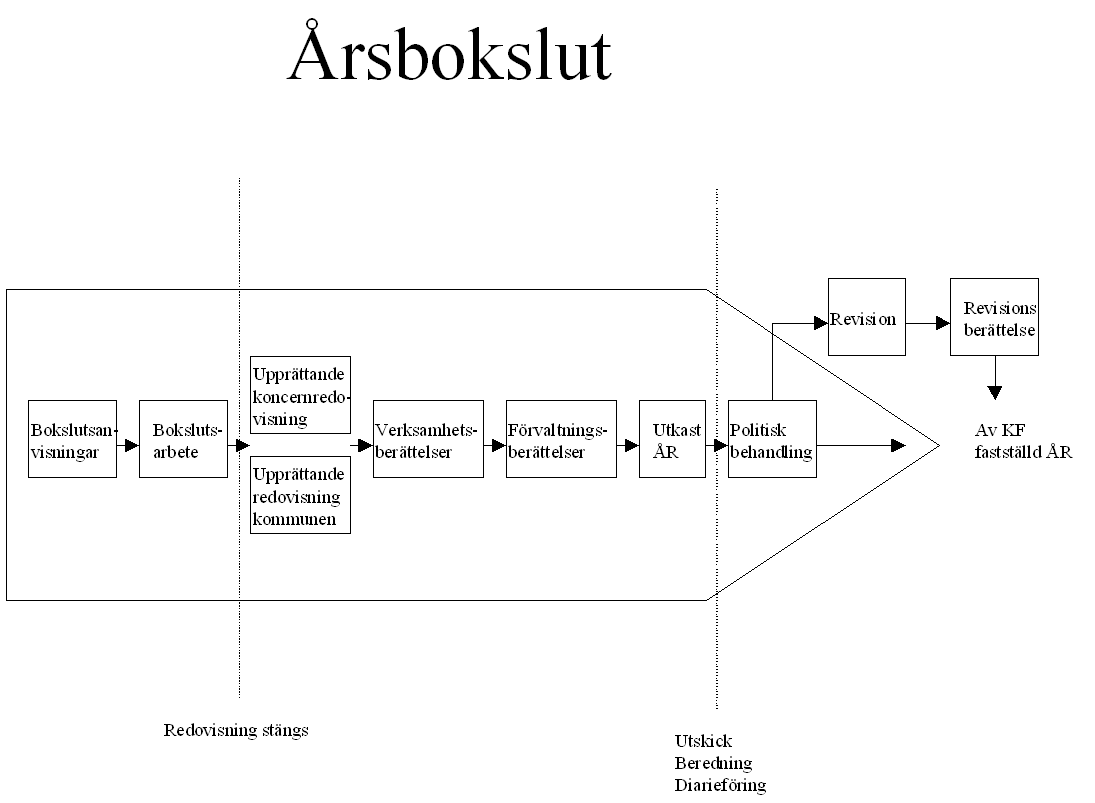 Årsbokslut
Bokslutsan-
visningar
Boksluts-
arbete
Upprättande
koncernredo-
visning
Upprättande
redovisning
kommunen
Verksamhets-
berättelser
Förvaltnings-
berättelser
Utkast
ÅR
Politisk
behandling
Revision
Revisions
berättelse
Av KF
fastställd ÅR
Redovisning stängs
Utskick
Beredning
Diarieföring